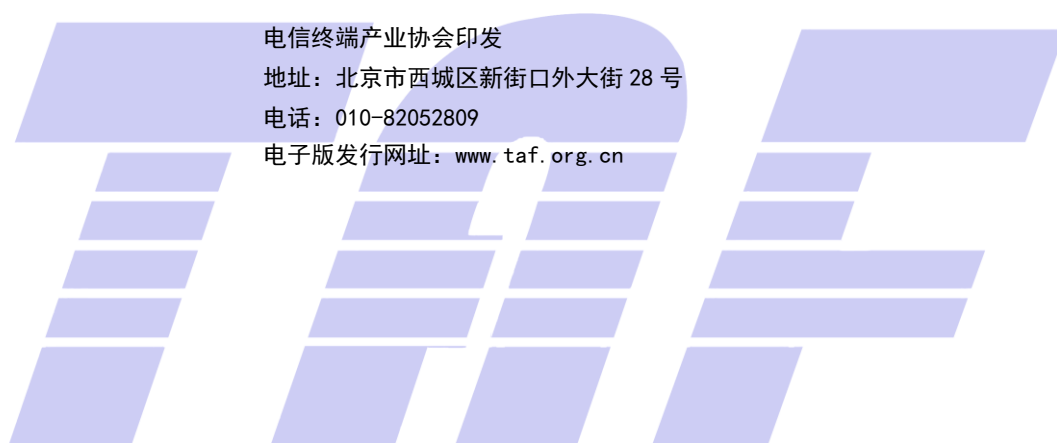 电信终端产业协会印发
地址：北京市西城区新街口外大街 28 号
电话：010-82052809
电子版发行网址：www.taf.org.cn
TAF